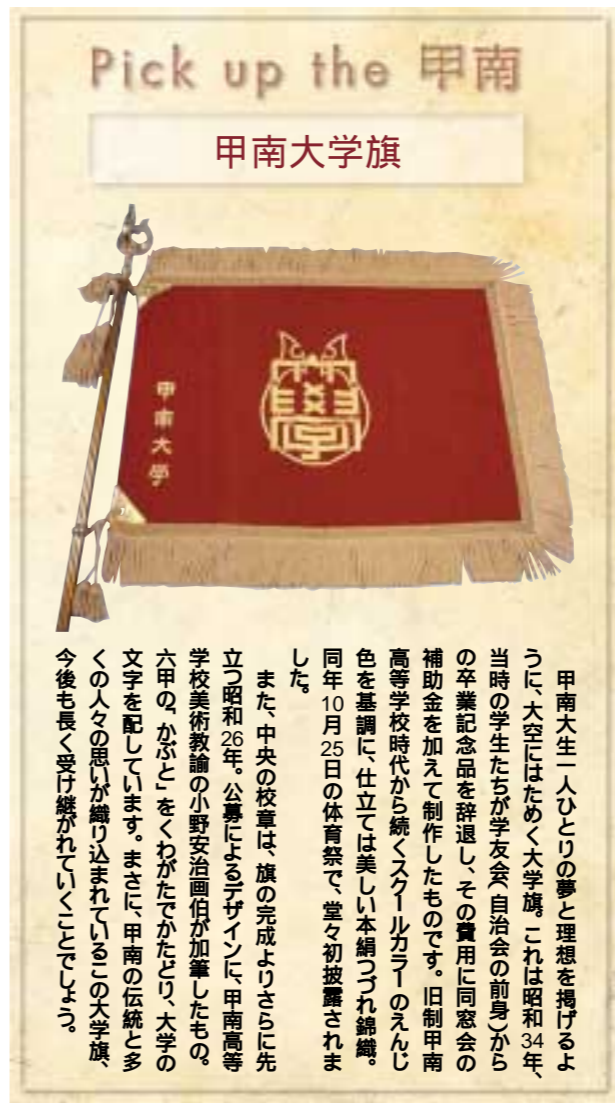 Pick up the 甲南
甲南大学旗
甲南大學
甲南大生一人ひとりの夢と理想を掲げるよ
うに、大空にはためく大学旗。これは昭和34年、
当時の学生たちが学友会(自治会の前身)から
の卒業記念品を辞退し、その費用に同窓会の
補助金を加えて制作したものです。旧制甲南
高等学校時代から続くスクールカラーのえんじ
色を基調に、仕立ては美しい本絹つづれ錦織。
同年10月25日の体育祭で、堂々初披露されま
した。
また、中央の校章は、旗の完成よりさらに先
立つ昭和26年。公募によるデザインに、甲南高等
学校美術教諭の小野安治画伯が加筆したもの。
六甲の“かぶと」をくわがたでかたどり、大学の
文字を配しています。まさに、甲南の伝統と多
くの人々の思いが織り込まれているこの大学旗、
今後も長く受け継がれていくことでしょう。